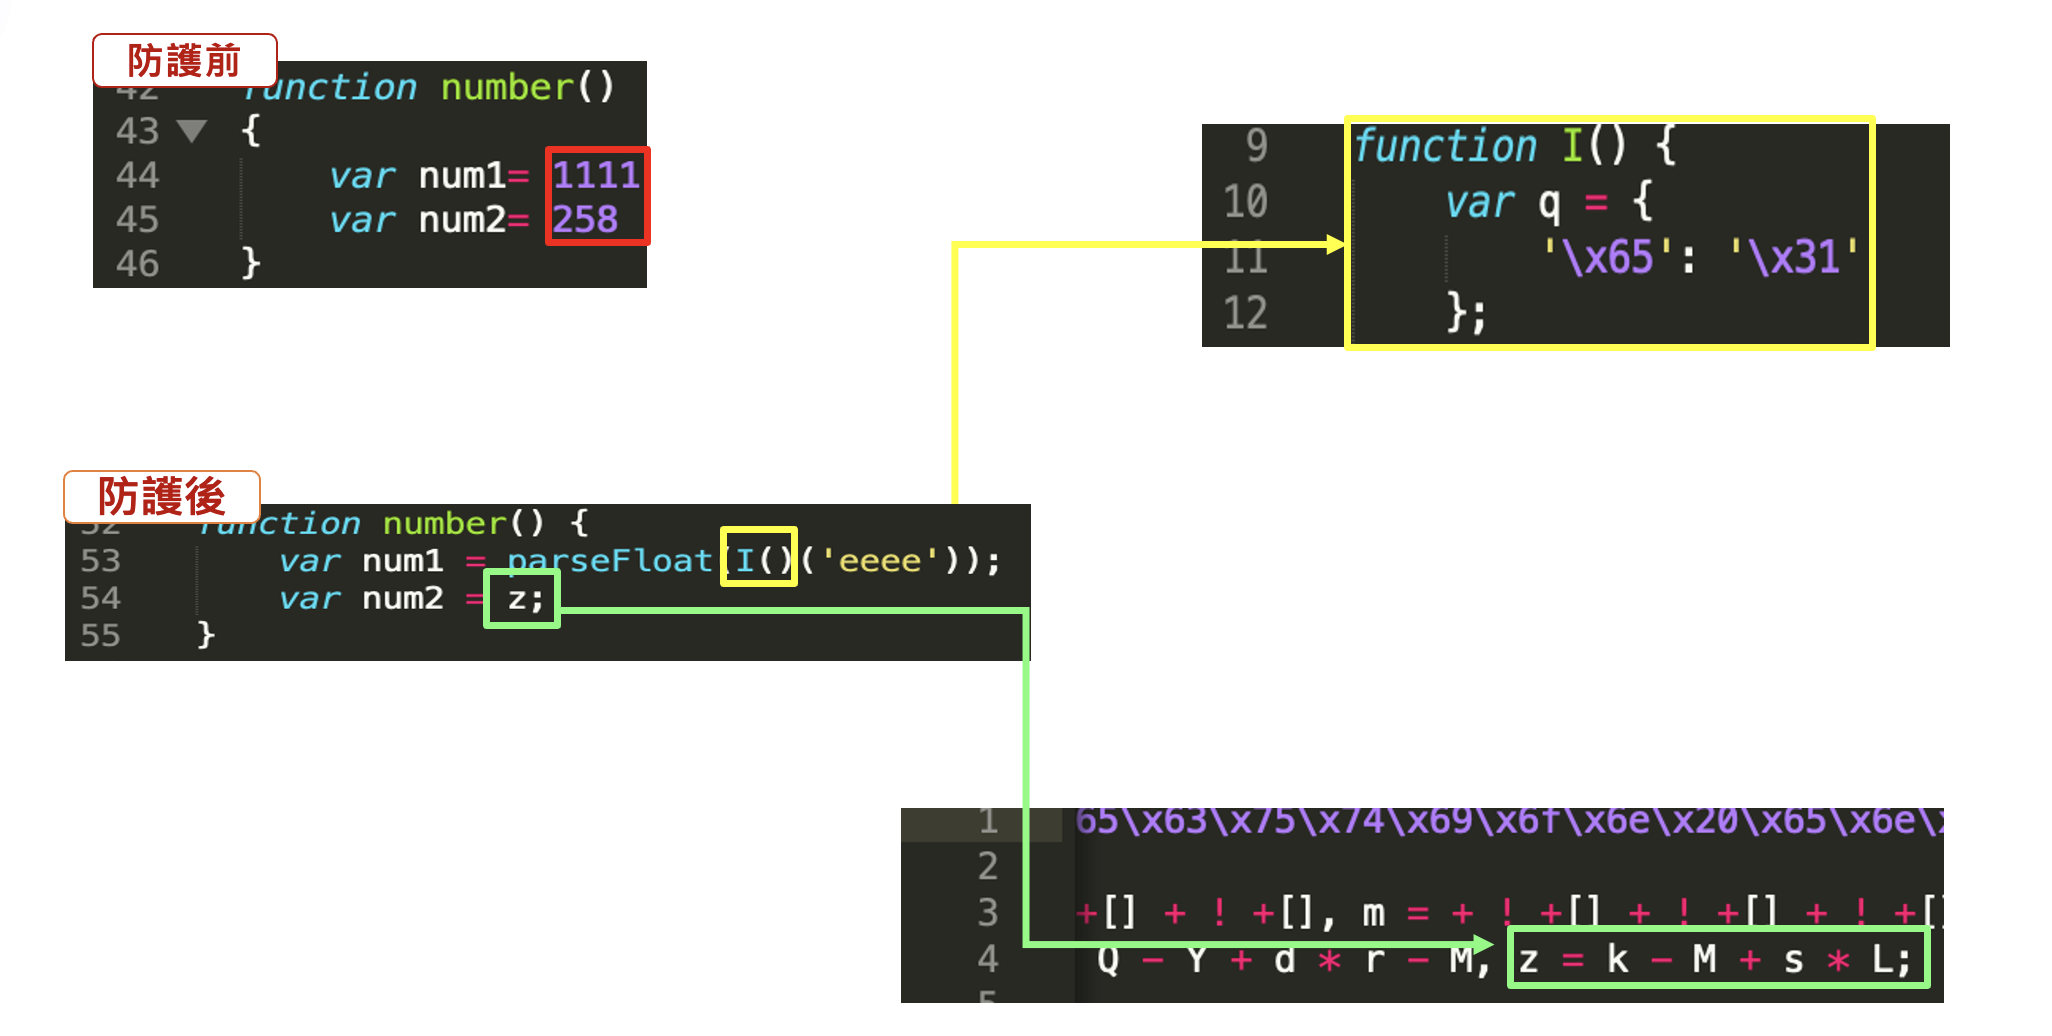 防護前
42 function number()
43 {
44 var num1= 1111
45 var num2= 258
46 }
9 function I() {
10 var q = {
11 '\x65': '\x31'
12 };
防護後
52 function number() {
53 var num1 = parseFloat(I()('eeee'));
54 var num2 = z;
55 }
1 65\x63\x75\x74\x69\x6f\x6e\x20\x65\x6e\x
2
3 +[] + ! +[], m = + ! +[] + ! +[] + ! +[]
4 Q - Y + d * r - M, z = k - M + s * L;
5